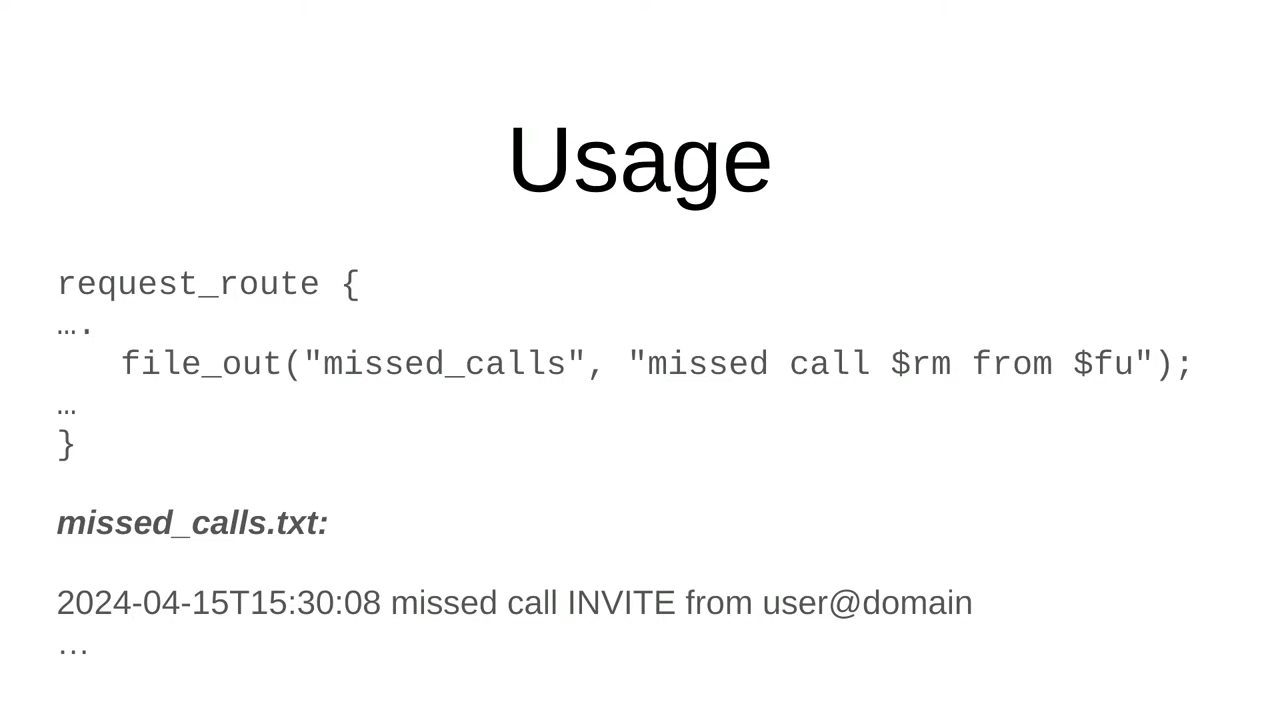 Usage
request_route {
….
file_out("missed_calls", "missed call $rm from $fu");
…
}
missed_calls.txt:
2024-04-15T15:30:08 missed call INVITE from user@domain
…